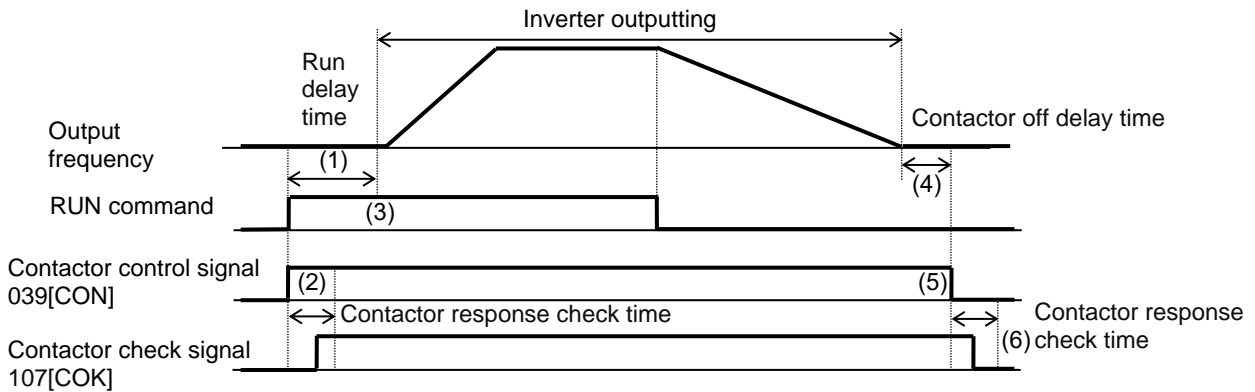 Inverter outputting
Run
delay
time
Output
frequency
(1)
Contactor off delay time
(4)
RUN command
(3)
Contactor control signal
039[CON]
(2)
(5)
Contactor response check time
Contactor response
(6) check time
Contactor check signal
107[COK]